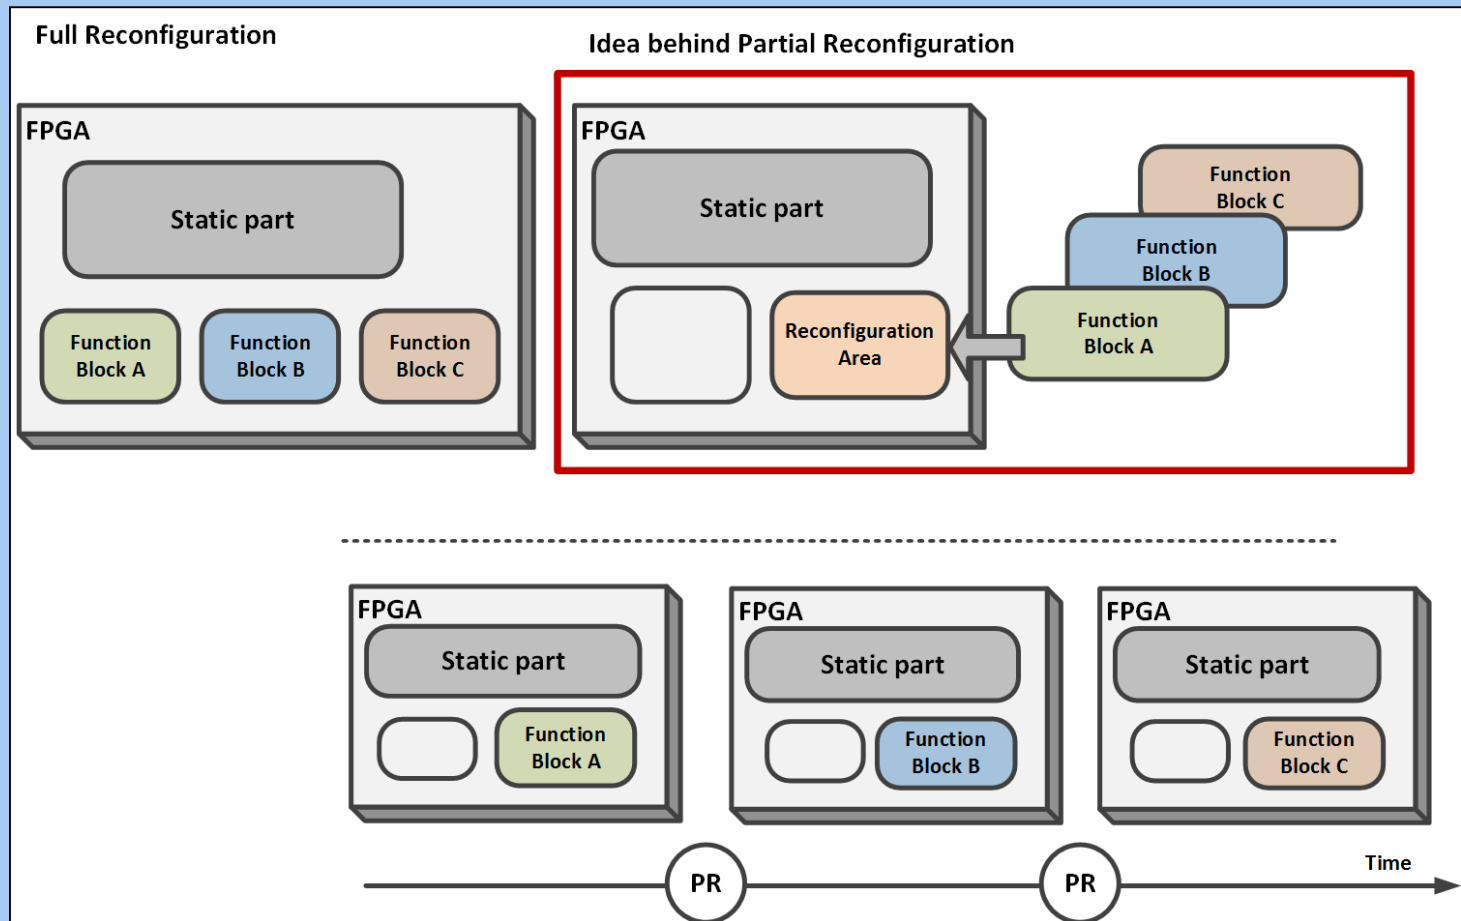 Full Reconfiguration
Idea behind Partial Reconfiguration
FPGA
Static part
Function
Block A
Function
Block B
Function
Block C
FPGA
Static part
Reconfiguration
Area
Function
Block C
Function
Block B
Function
Block A
FPGA
Static part
Function
Block A
FPGA
Static part
Function
Block B
FPGA
Static part
Function
Block C
PR
PR
Time